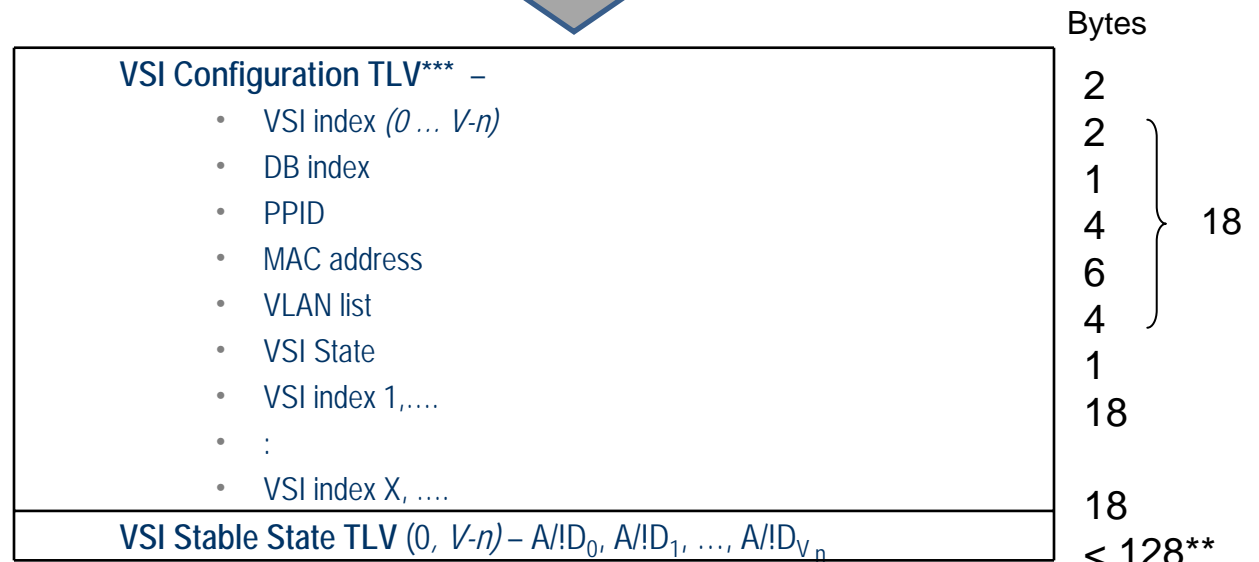 Bytes
VSI Configuration TLV*** – 2
• VSI index (0 … V-n) 2
• DB index 1
• PPID 4 18
• MAC address 6
• VLAN list 4
• VSI State 1
• VSI index 1,…. 18
• :
• VSI index X, …. 18
VSI Stable State TLV (0, V-n) – A/!D0, A/!D1, …, A/!DV n < 128**